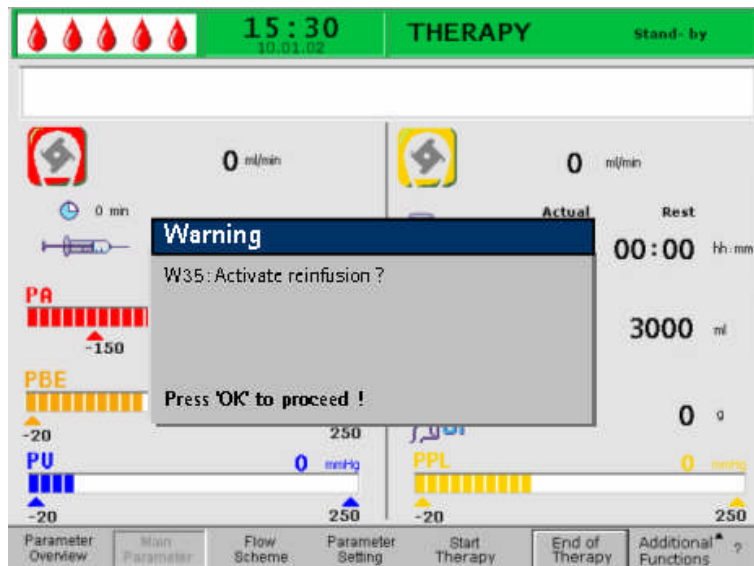 15:30
10.01.02
THERAPY
Stand- by
0 ml/min
0 ml/min
0 min
Actual
Rest
00:00 hh:mm
Warning
W35: Activate reinfusion ?
Press 'OK' to proceed !
PA
-150
3000 ml
PBE
-20
250
0 g
PV
0 mmHg
-20
250
PPL
0 mmHg
-20
250
Parameter
Overview
Main
Parameter
Flow
Scheme
Parameter
Setting
Start
Therapy
End of
Therapy
Additional
Functions
?